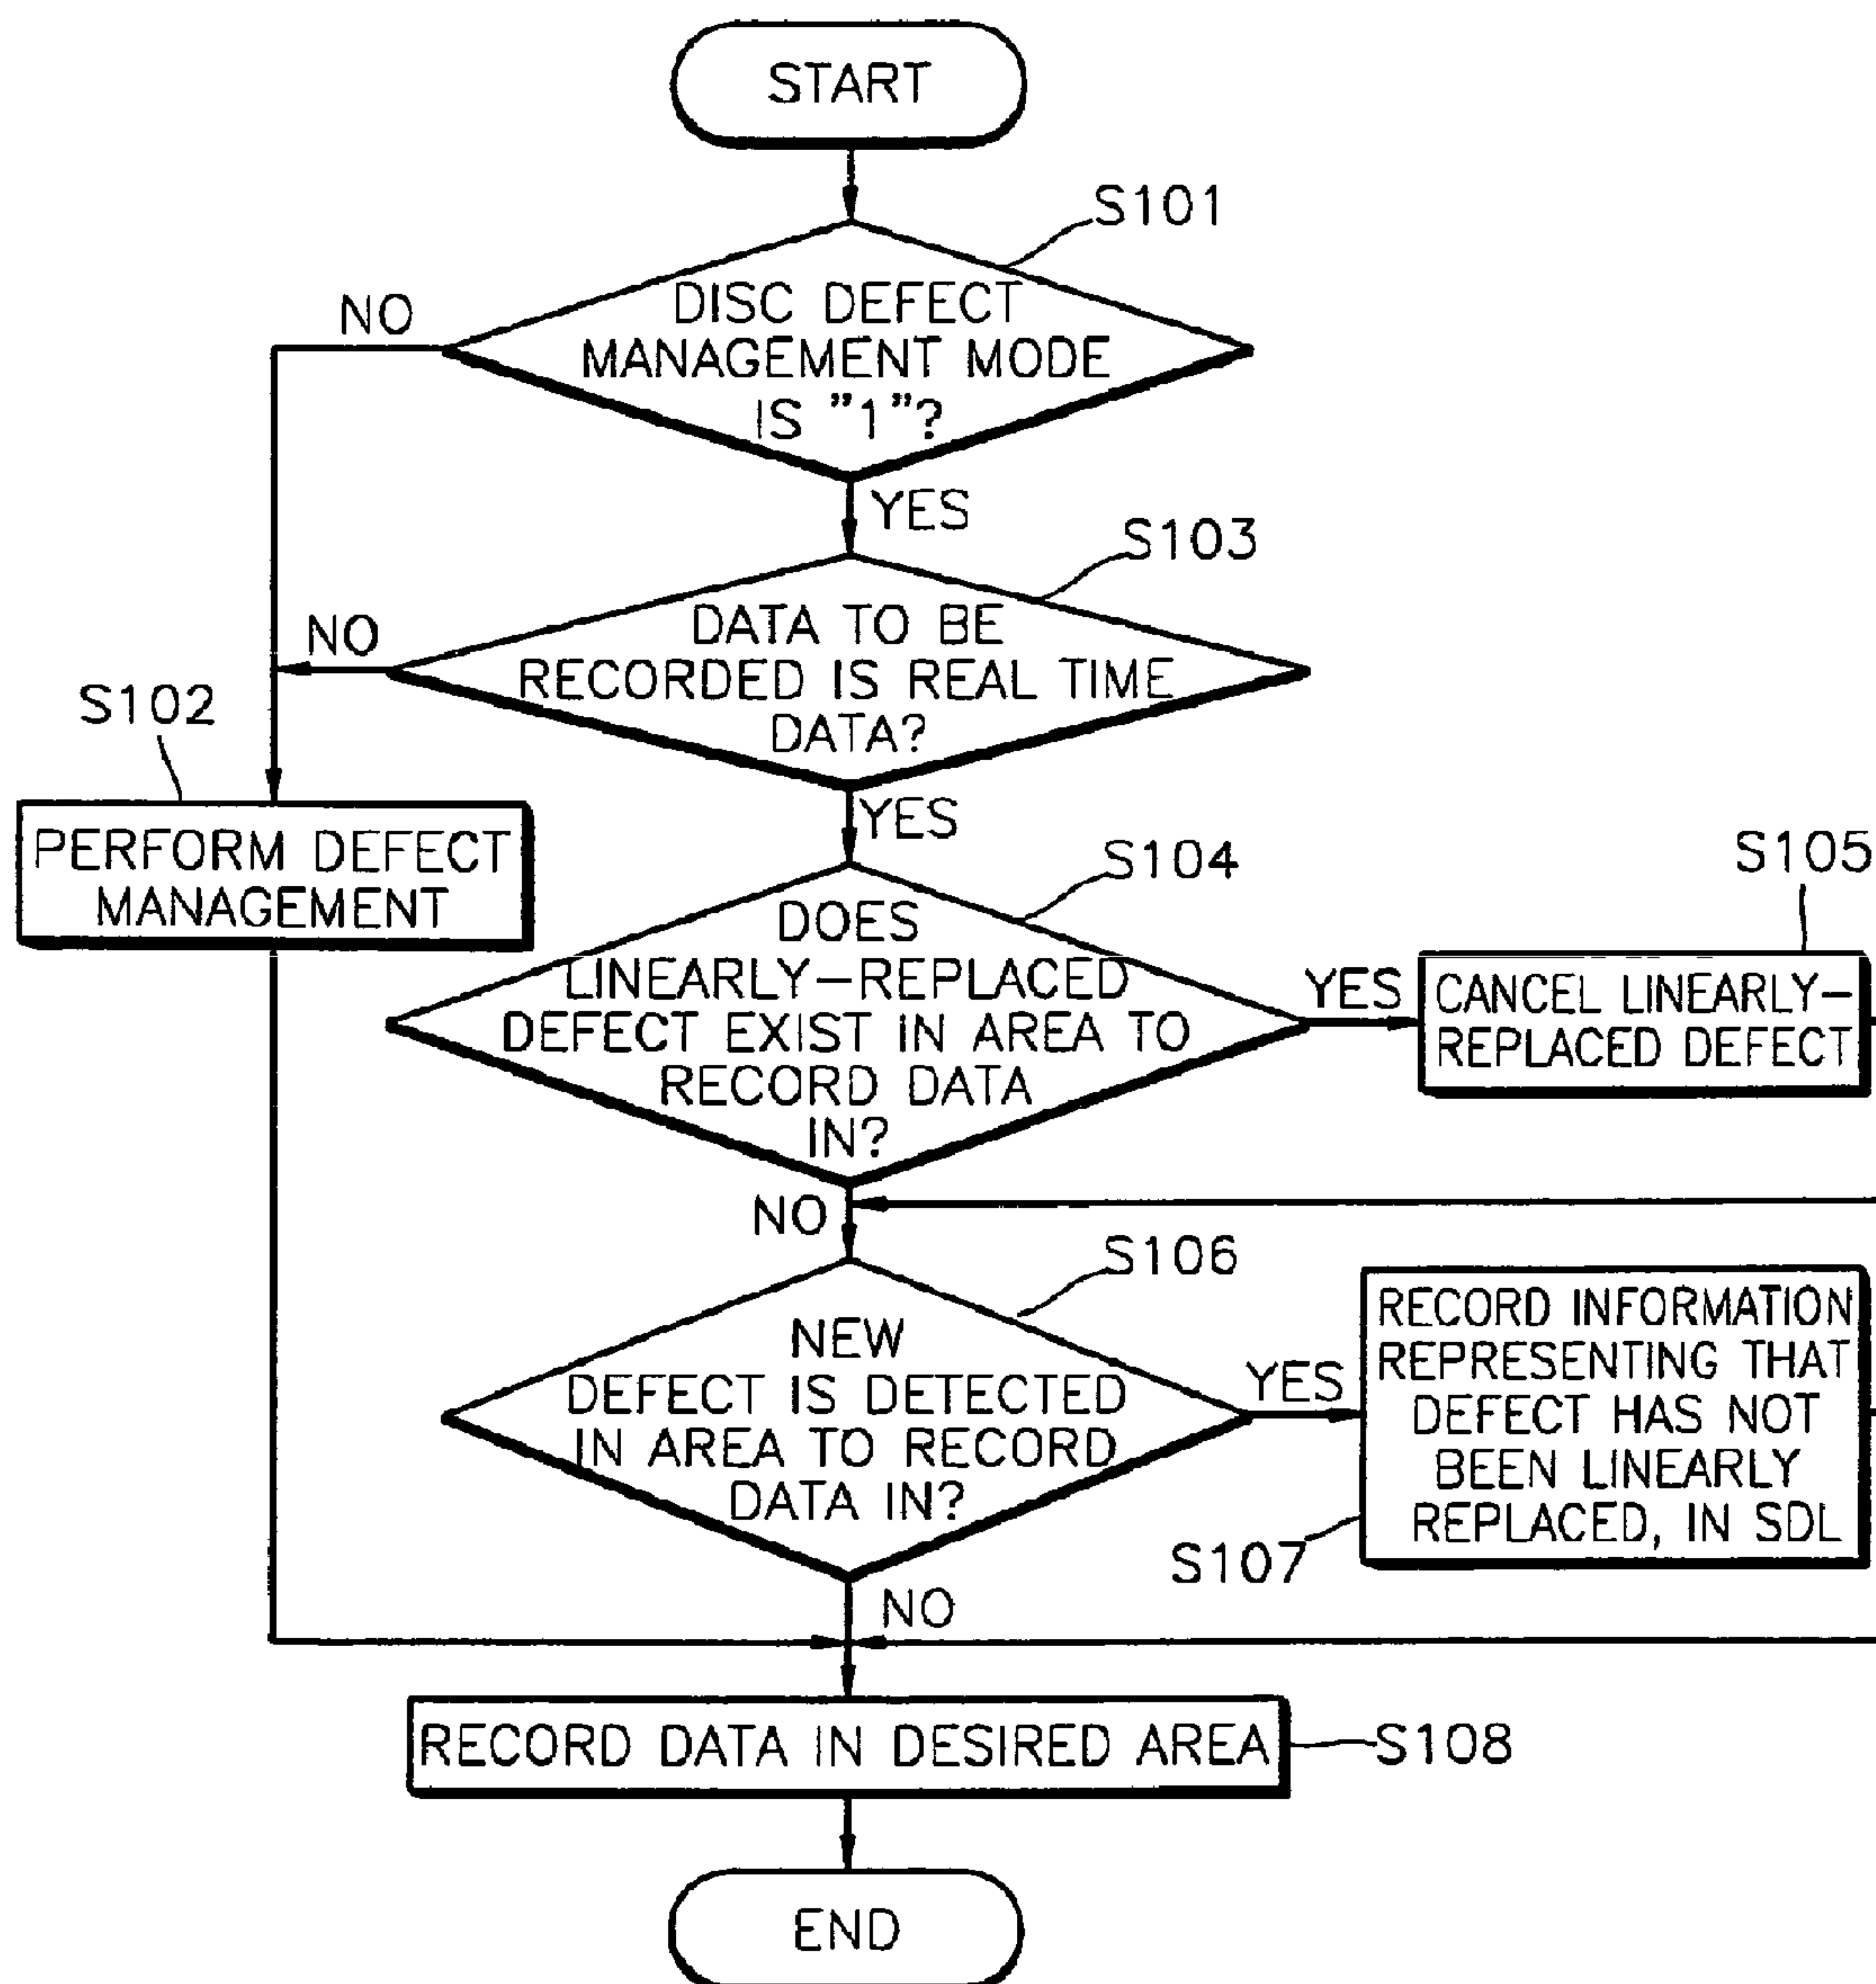 START
S101
DISC DEFECT
MANAGEMENT MODE
IS "1"?
NO
YES
S103
DATA TO BE
RECORDED IS REAL TIME
DATA?
NO
YES
S102
PERFORM DEFECT
MANAGEMENT
S104
DOES
LINEARLY-REPLACED
DEFECT EXIST IN AREA TO
RECORD DATA
IN?
YES
S105
CANCEL LINEARLY-
REPLACED DEFECT
NO
S106
NEW
DEFECT IS DETECTED
IN AREA TO RECORD
DATA IN?
YES
RECORD INFORMATION
REPRESENTING THAT
DEFECT HAS NOT
BEEN LINEARLY
REPLACED, IN SDL
S107
NO
RECORD DATA IN DESIRED AREA
S108
END